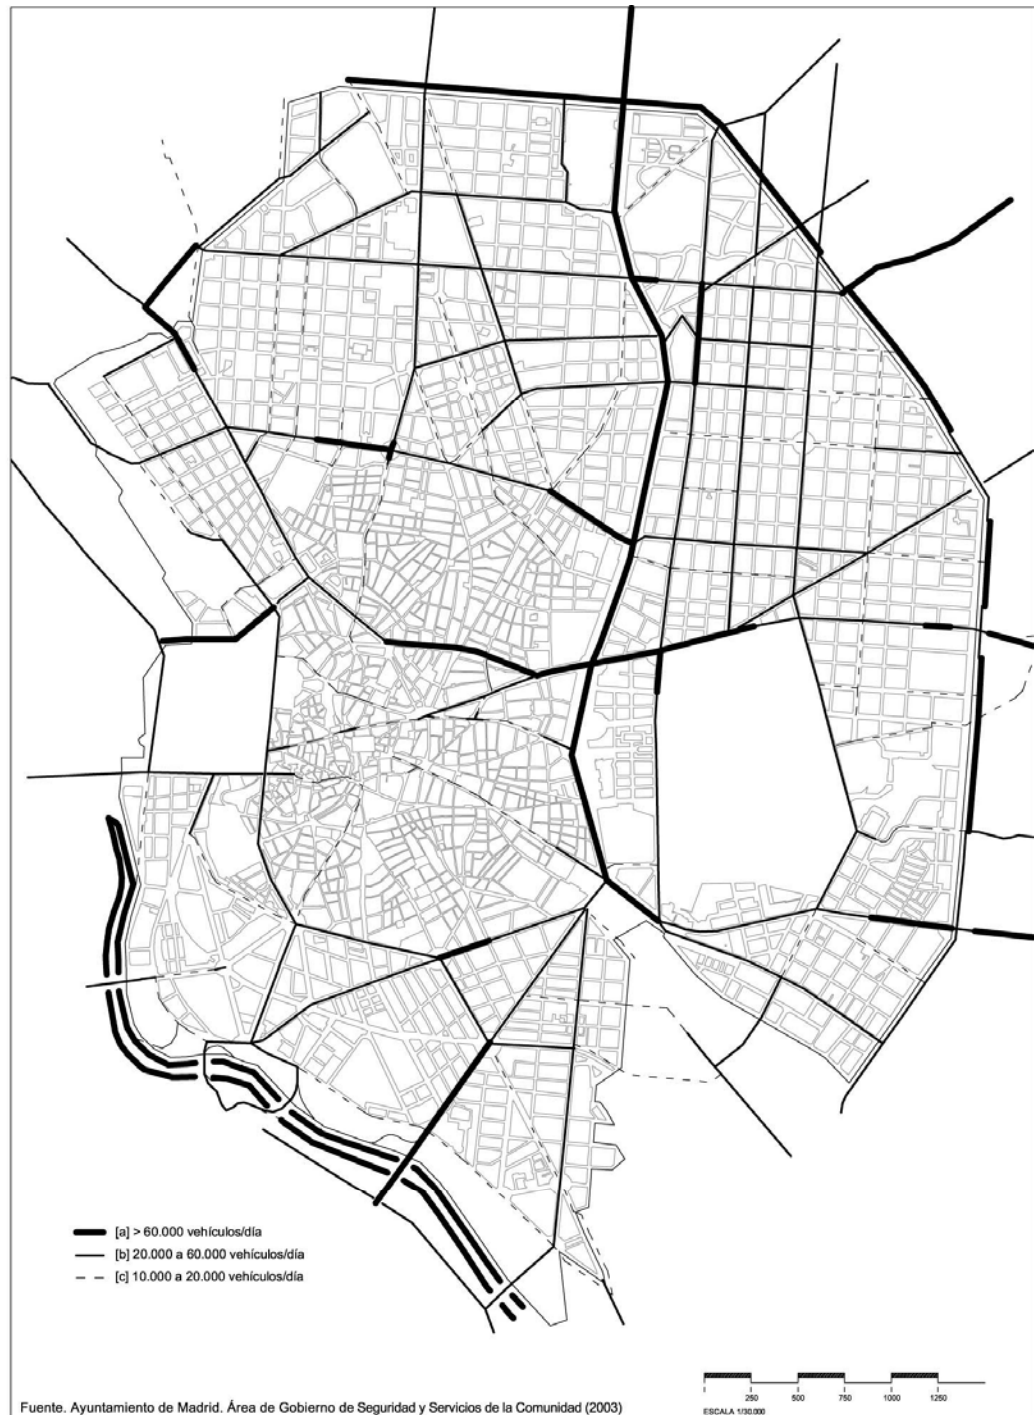 [a] > 60.000 vehículos/día
[b] 20.000 a 60.000 vehículos/día
[c] 10.000 a 20.000 vehículos/día
250 500 750 1000 1250
ESCALA 1/30.000
Fuente. Ayuntamiento de Madrid. Área de Gobierno de Seguridad y Servicios de la Comunidad (2003)